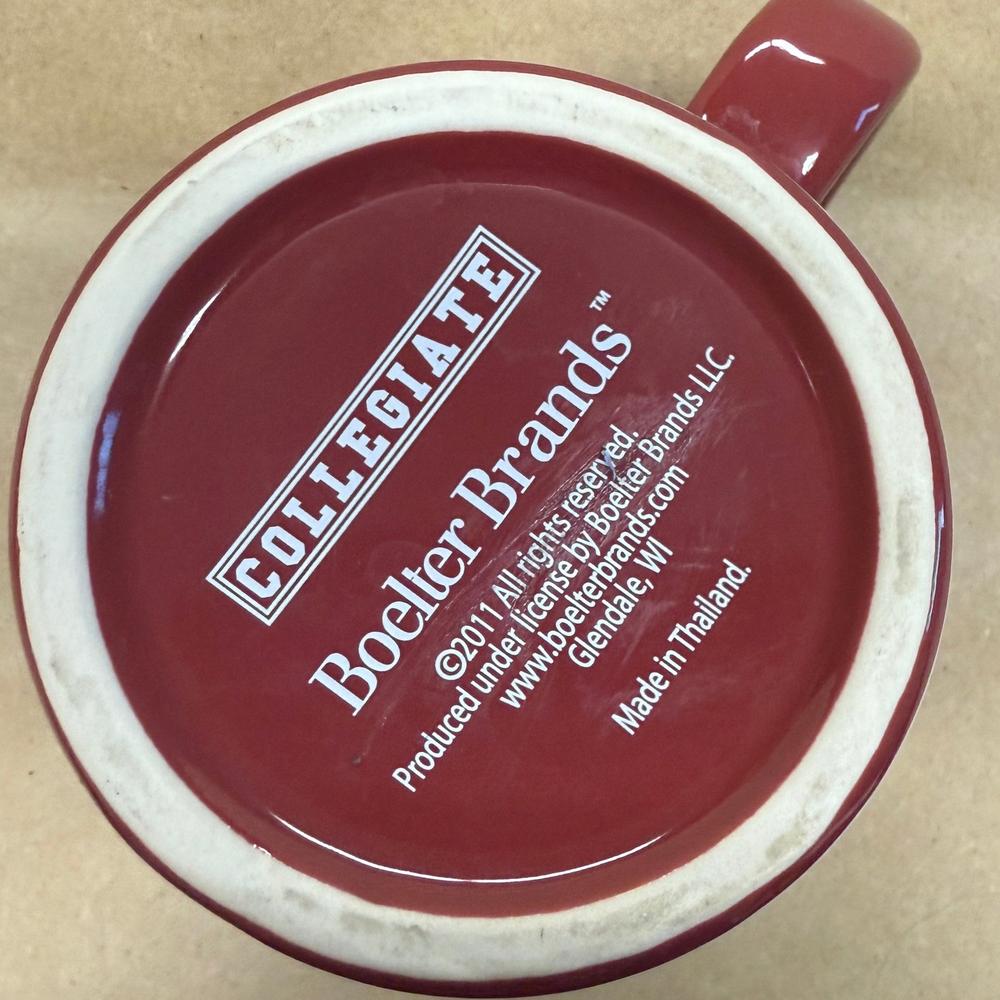 COLLEGIATE
Boelter Brands™
©2011 All rights reserved.
Produced under license by Boelter Brands LLC.
www.boelterbrands.com
Glendale, WI
Made in Thailand.